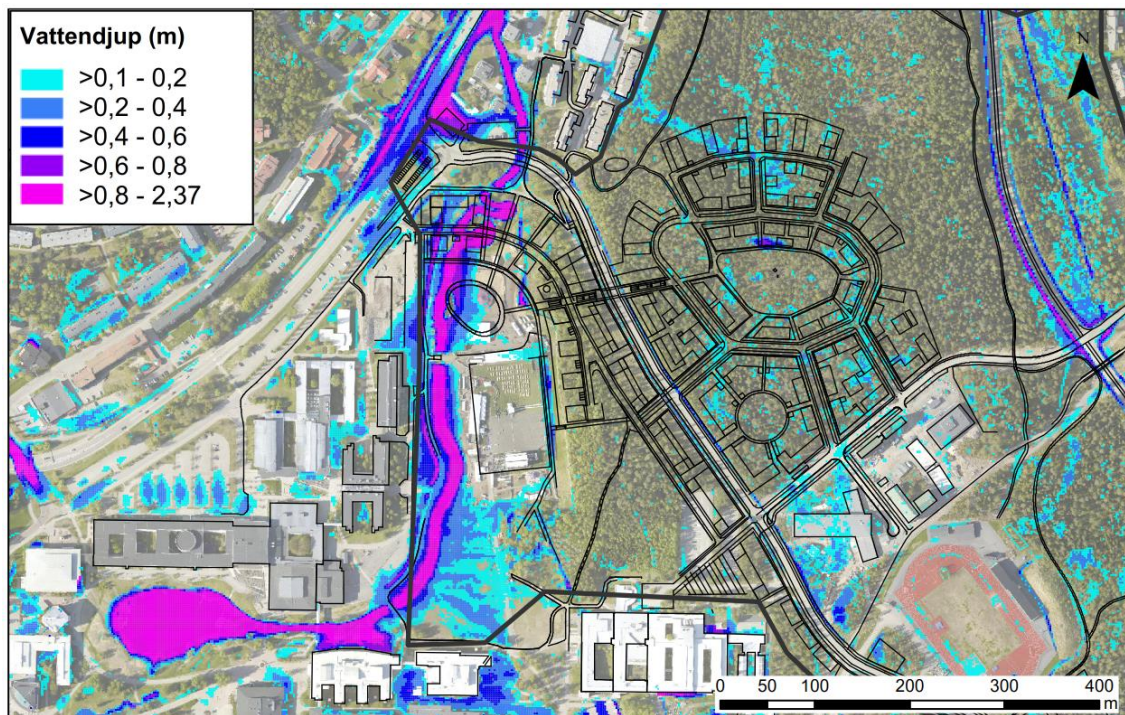 Vattendjup (m)
>0,1 - 0,2
>0,2 - 0,4
>0,4 - 0,6
>0,6 - 0,8
>0,8 - 2,37
N
0 50 100 200 300 400
m